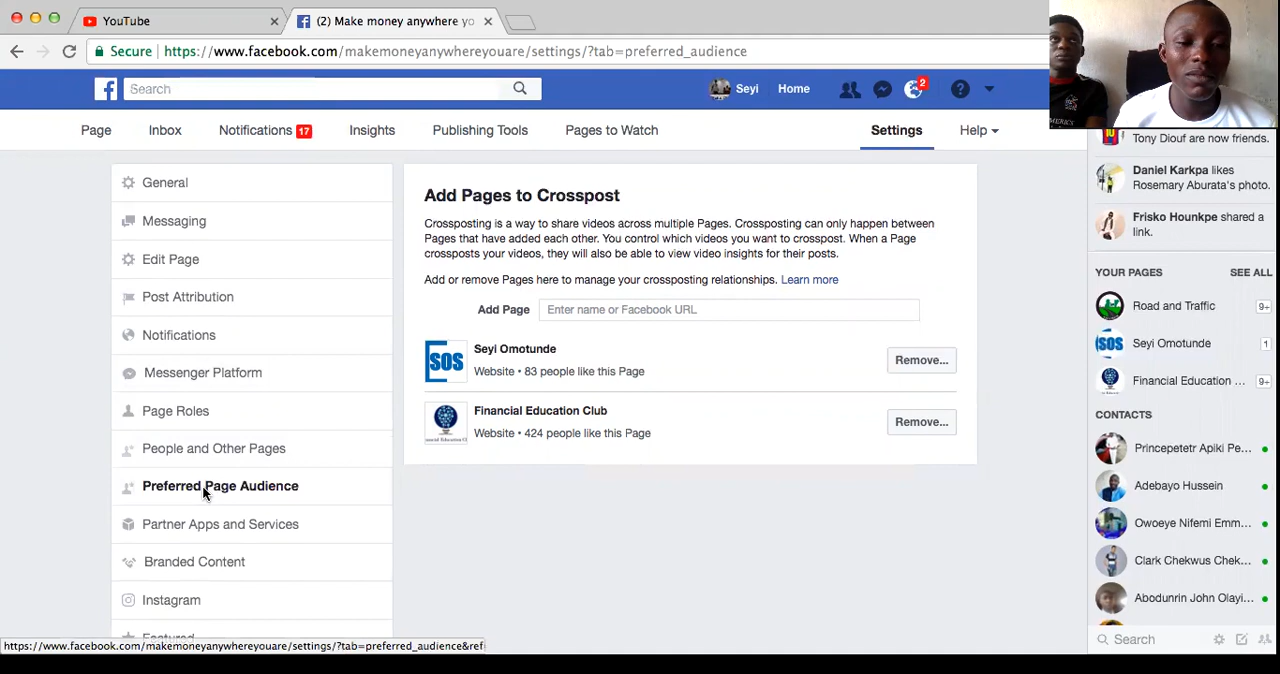 YouTube
(2) Make money anywhere yo
Secure
https://www.facebook.com/makemoneyanywhereyouare/settings/?tab=preferred_audience
Search
Seyi
Home
2
Page
Inbox
Notifications 17
Insights
Publishing Tools
Pages to Watch
Settings
Help
General
Messaging
Edit Page
Post Attribution
Notifications
Messenger Platform
Page Roles
People and Other Pages
Preferred Page Audience
Partner Apps and Services
Branded Content
Instagram
Featured
Add Pages to Crosspost
Crossposting is a way to share videos across multiple Pages. Crossposting can only happen between
Pages that have added each other. You control which videos you want to crosspost. When a Page
crossposts your videos, they will also be able to view video insights for their posts.
Add or remove Pages here to manage your crossposting relationships. Learn more
Add Page
Enter name or Facebook URL
SOS
Seyi Omotunde
Website • 83 people like this Page
Remove...
Financial Education Club
Website • 424 people like this Page
Remove...
Tony Diouf are now friends.
Daniel Karkpa likes
Rosemary Aburata's photo.
Frisko Hounkpe shared a
link.
YOUR PAGES
SEE ALL
Road and Traffic
9+
SOS
Seyi Omotunde
1
Financial Education ...
9+
CONTACTS
Princepetetr Apiki Pe...
Adebayo Hussein
Owoeye Nifemi Emm...
Clark Chekwus Chek...
Abodunrin John Olayi...
Search
https://www.facebook.com/makemoneyanywhereyouare/settings/?tab=preferred_audience&ref